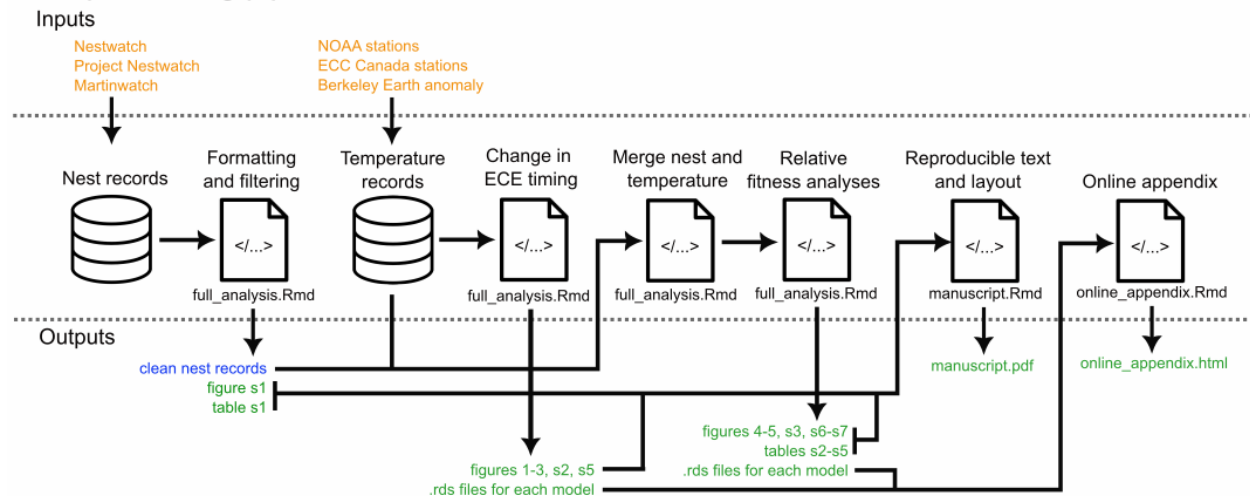 Inputs
Nestwatch
Project Nestwatch
Martinwatch
NOAA stations
ECC Canada stations
Berkeley Earth anomaly
Nest records
Formatting
and filtering
</...>
full_analysis.Rmd
Temperature
records
Change in
ECE timing
</...>
full_analysis.Rmd
Merge nest and
temperature
</...>
full_analysis.Rmd
Relative
fitness analyses
</...>
full_analysis.Rmd
Reproducible text
and layout
</...>
manuscript.Rmd
Online appendix
</...>
online_appendix.Rmd
Outputs
clean nest records
figure s1
table s1
figures 1-3, s2, s5
.rds files for each model
figures 4-5, s3, s6-s7
tables s2-s5
.rds files for each model
manuscript.pdf
online_appendix.html